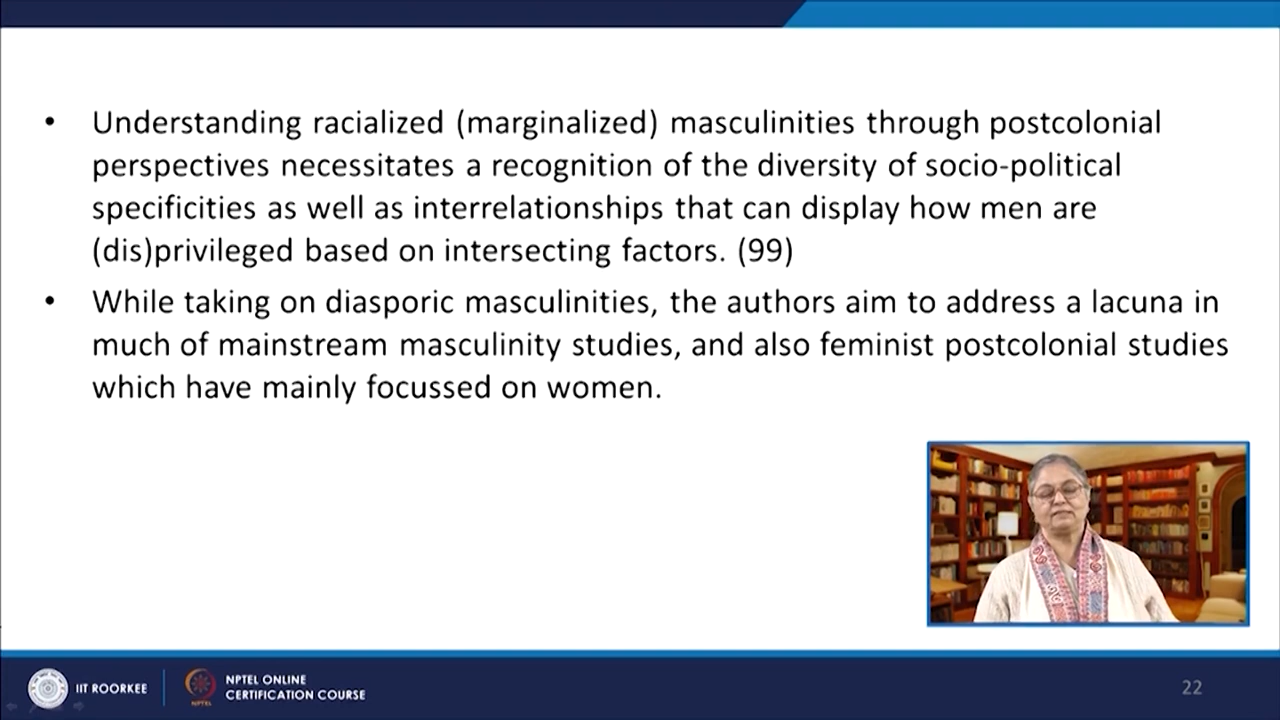 • Understanding racialized (marginalized) masculinities through postcolonial
perspectives necessitates a recognition of the diversity of socio-political
specificities as well as interrelationships that can display how men are
(dis)privileged based on intersecting factors. (99)
• While taking on diasporic masculinities, the authors aim to address a lacuna in
much of mainstream masculinity studies, and also feminist postcolonial studies
which have mainly focussed on women.
IIT ROORKEE
NPTEL
NPTEL ONLINE
CERTIFICATION COURSE
22